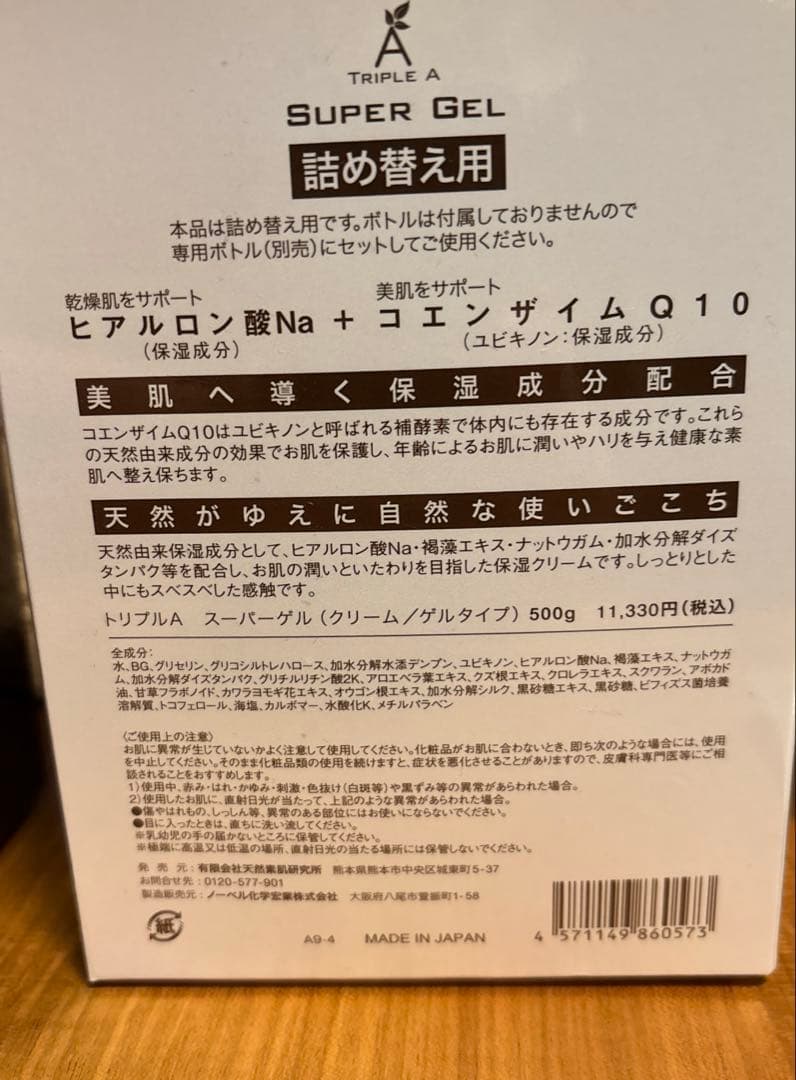 A
TRIPLE A
SUPER GEL
詰め替え用
本品は詰め替え用です。ボトルは付属しておりませんので
専用ボトル(別売)にセットしてご使用ください。
乾燥肌をサポート
ヒアルロン酸Na + コエンザイムQ10
美肌をサポート
(保湿成分)
(ユビキノン:保湿成分)
美肌へ導く保湿成分配合
コエンザイムQ10はユビキノンと呼ばれる補酵素で体内にも存在する成分です。これら
の天然由来成分の効果でお肌を保護し、年齢によるお肌に潤いやハリを与え健康な素
肌へ整え保ちます。
天然がゆえに自然な使いごこち
天然由来保湿成分として、ヒアルロン酸Na・褐藻エキス・ナットウガム・加水分解ダイズ
タンパク等を配合し、お肌の潤いといたわりを目指した保湿クリームです。しっとりとした
中にもスベスベした感触です。
トリプルA スーパーゲル(クリーム/ゲルタイプ) 500g 11,330円(税込)
全成分:
水、BG、グリセリン、グリコシルトレハロース、加水分解水添デンプン、ユビキノン、ヒアルロン酸Na、褐藻エキス、ナットウガ
ム、加水分解ダイズタンパク、グリチルリチン酸2K、アロエベラ葉エキス、クズ根エキス、クロレラエキス、スクワラン、アボカド
油、甘草フラボノイド、カワラヨモギ花エキス、オウゴン根エキス、加水分解シルク、黒砂糖エキス、黒砂糖、ビフィズス菌培養
溶解質、トコフェロール、海塩、カルボマー、水酸化K、メチルパラベン
〈ご使用上の注意〉
お肌に異常が生じていないかよく注意して使用してください。化粧品がお肌に合わないとき、即ち次のような場合には、使用
を中止してください。そのまま化粧品類の使用を続けますと、症状を悪化させることがありますので、皮膚科専門医等にご相
談されることをおすすめします。
1)使用中、赤み・はれ・かゆみ・刺激・色抜け(白斑等)や黒ずみ等の異常があらわれた場合。
2)使用したお肌に、直射日光が当たって、上記のような異常があらわれた場合。
●傷やはれもの、しっしん等、異常のある部位にはお使いにならないでください。
●目に入ったときは、直ちに洗い流してください。
※乳幼児の手の届かないところに保管してください。
※極端に高温又は低温の場所、直射日光の当たる場所には保管しないでください。
発売元:有限会社天然素肌研究所 熊本県熊本市中央区城東町5-37
お問合せ先:0120-577-901
製造販売元:ノーベル化学宏業株式会社 大阪府八尾市萱振町1-58
紙
A9-4 MADE IN JAPAN
4 571149 860573